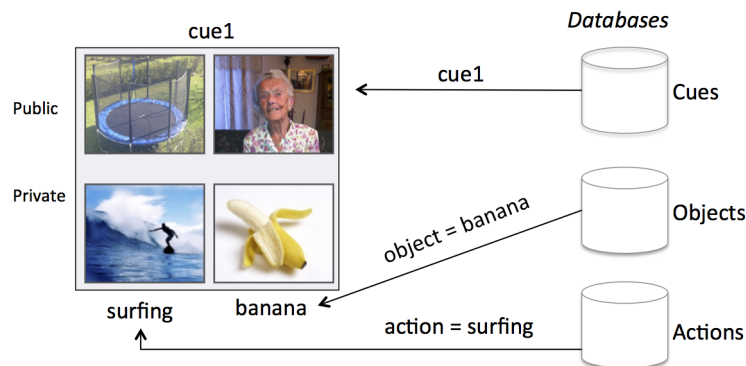 Databases
cue1
cue1
Cues
Public
Private
object = banana
Objects
surfing
banana
action = surfing
Actions